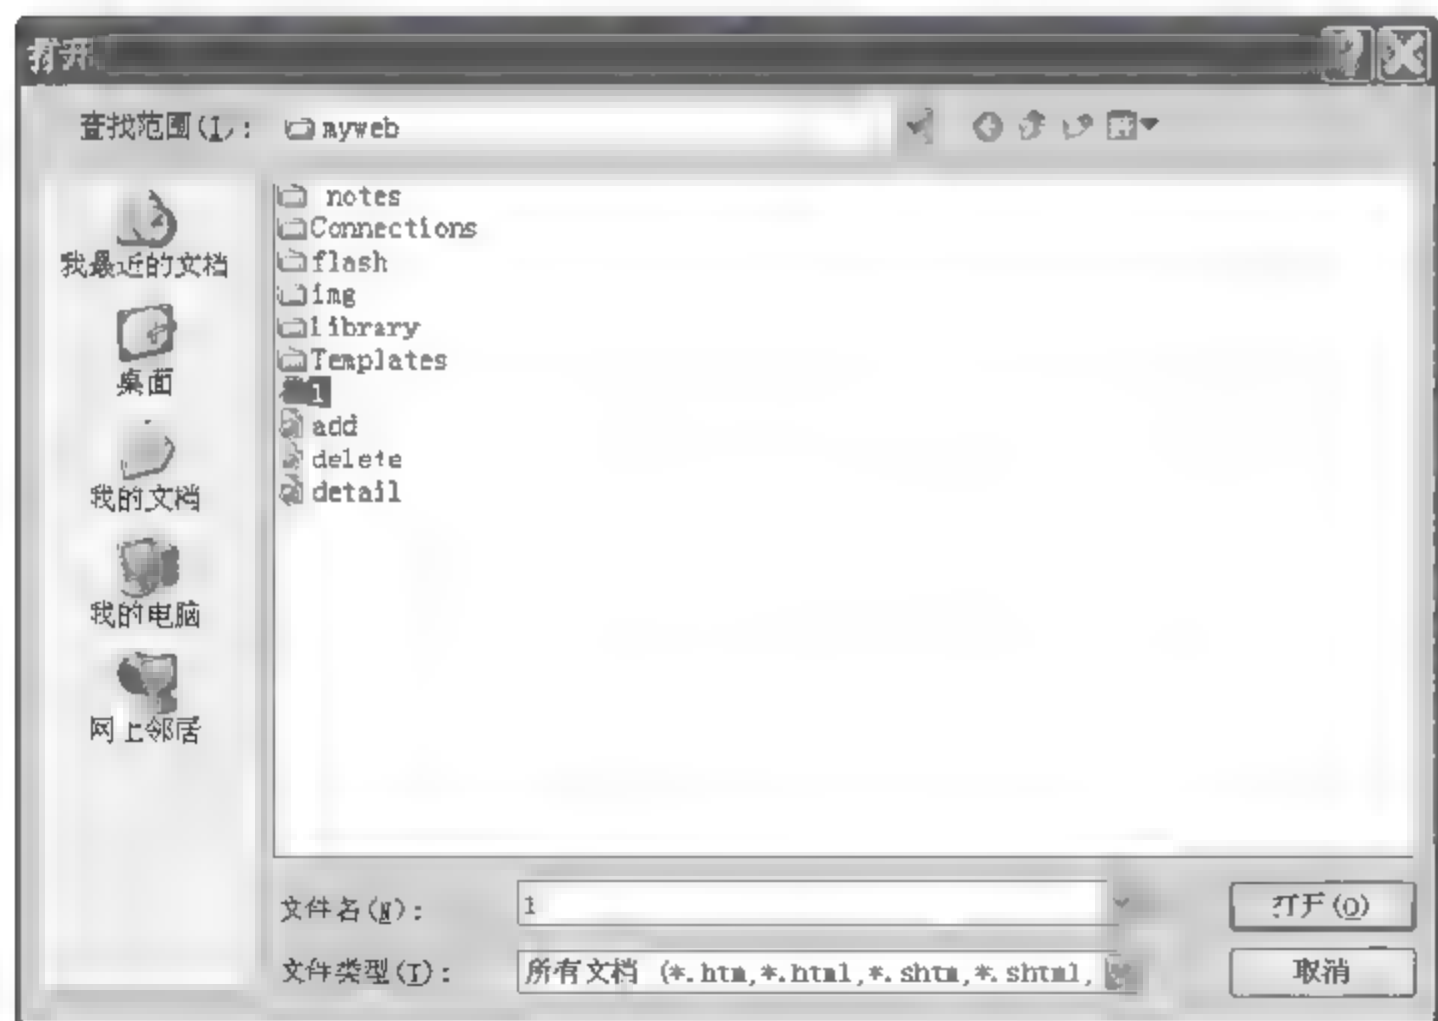 打开
查找范围(I):
myweb
我最近的文档
桌面
我的文档
我的电脑
网上邻居
notes
Connections
flash
img
library
Templates
1
add
delete
detail
文件名(N):
1
打开(O)
文件类型(T):
所有文档 (*.htm,*.html,*.shtm,*.shtml,
取消